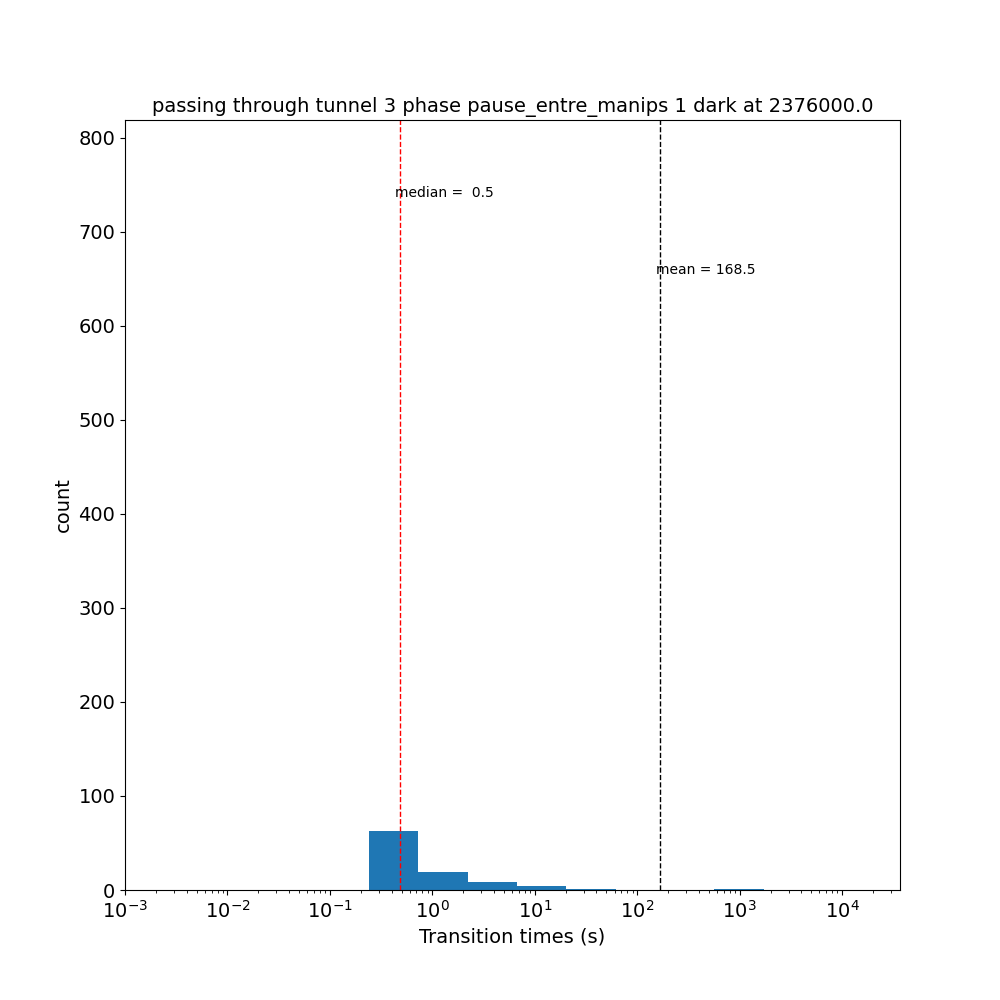 passing through tunnel 3 phase pause_entre_manips 1 dark at 2376000.0
800
median =  0.5
700
mean = 168.5
600
500
count
400
300
200
100
0
10⁻³ 10⁻² 10⁻¹ 10⁰ 10¹ 10² 10³ 10⁴
Transition times (s)